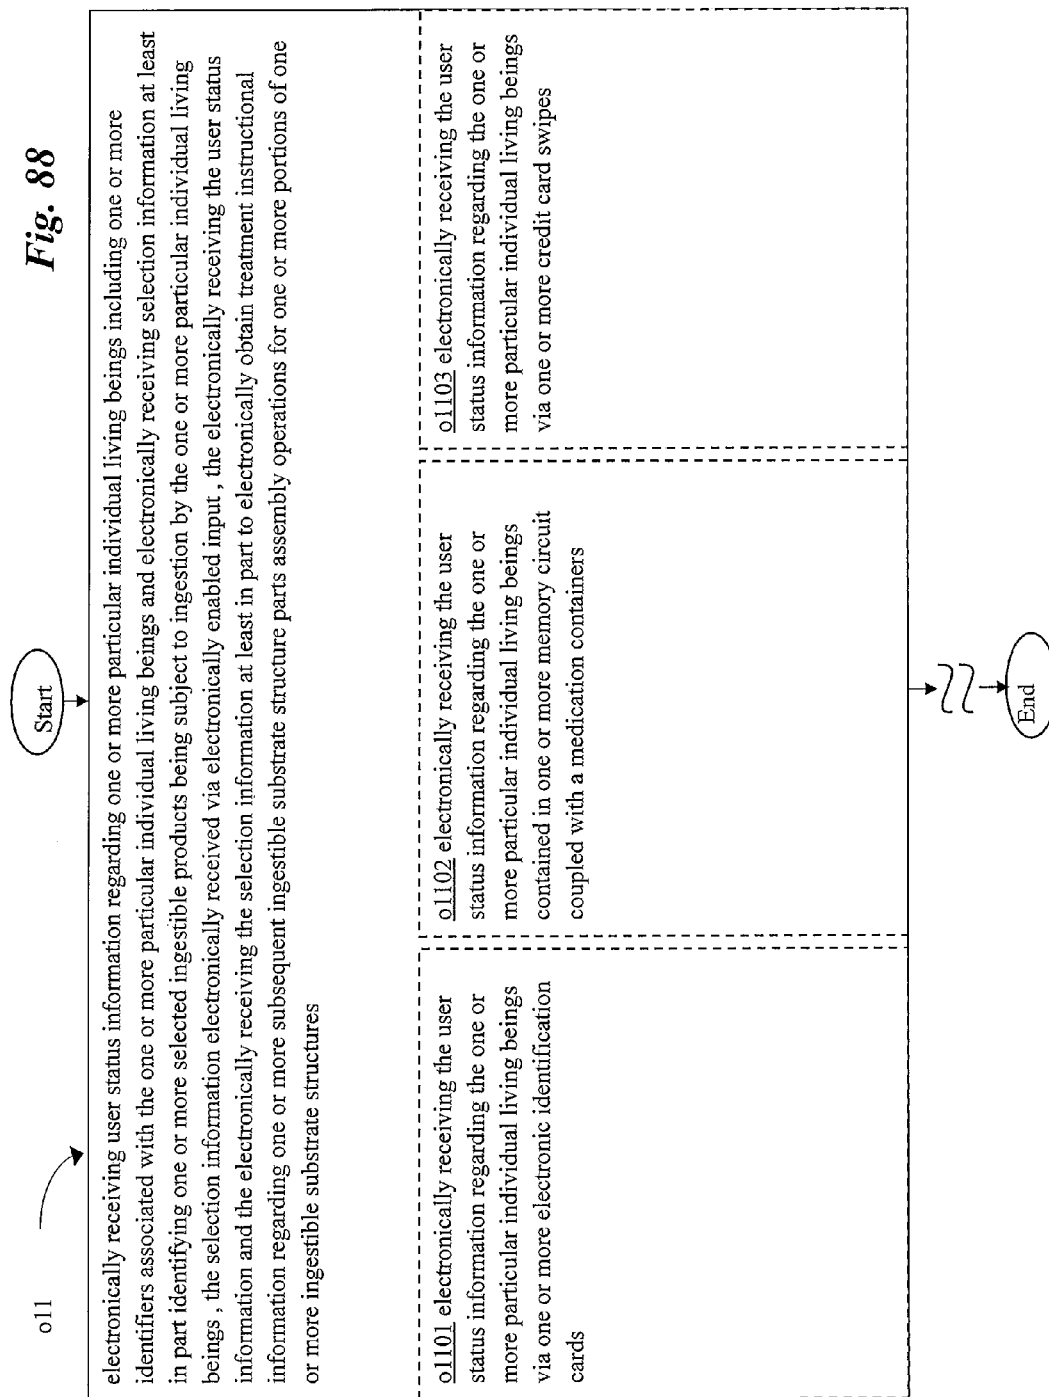 Fig. 88
Start
o11
electronically receiving user status information regarding one or more particular individual living beings including one or more
identifiers associated with the one or more particular individual living beings and electronically receiving selection information at least
in part identifying one or more selected ingestible products being subject to ingestion by the one or more particular individual living
beings , the selection information electronically received via electronically enabled input , the electronically receiving the user status
information and the electronically receiving the selection information at least in part to electronically obtain treatment instructional
information regarding one or more subsequent ingestible substrate structure parts assembly operations for one or more portions of one
or more ingestible substrate structures
o1101 electronically receiving the user
status information regarding the one or
more particular individual living beings
via one or more electronic identification
cards
o1102 electronically receiving the user
status information regarding the one or
more particular individual living beings
contained in one or more memory circuit
coupled with a medication containers
o1103 electronically receiving the user
status information regarding the one or
more particular individual living beings
via one or more credit card swipes
End